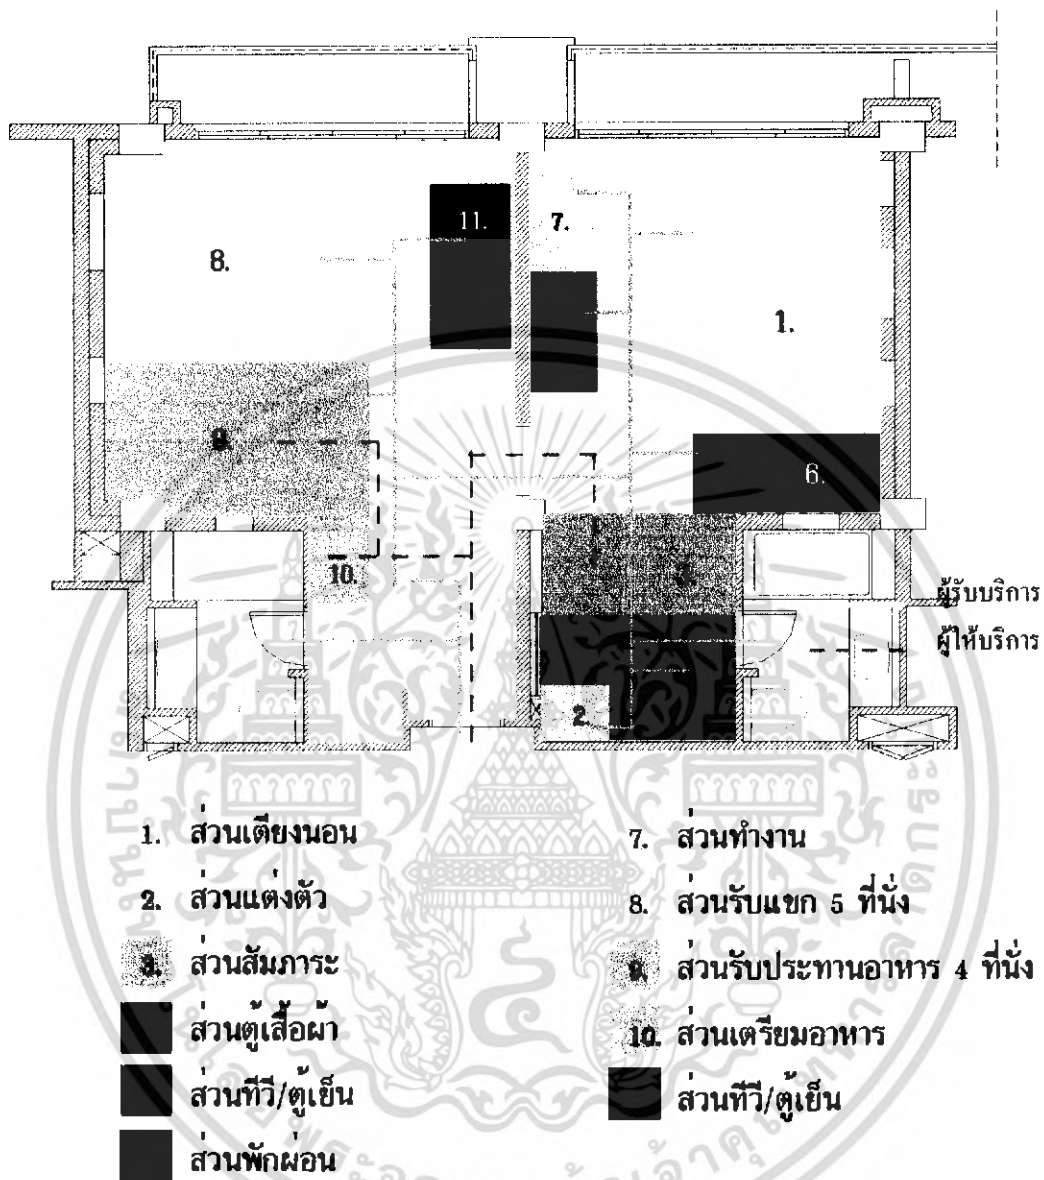 11.
7.
8.
1.
9.
6.
10.
3.
2.
ผู้รับบริการ
ผู้ให้บริการ
1. ส่วนเตียงนอน
2. ส่วนแต่งตัว
3. ส่วนสัมภาระ
ส่วนตู้เสื้อผ้า
ส่วนทีวี/ตู้เย็น
ส่วนพักผ่อน
7. ส่วนทำงาน
8. ส่วนรับแขก 5 ที่นั่ง
9. ส่วนรับประทานอาหาร 4 ที่นั่ง
10. ส่วนเตรียมอาหาร
ส่วนทีวี/ตู้เย็น